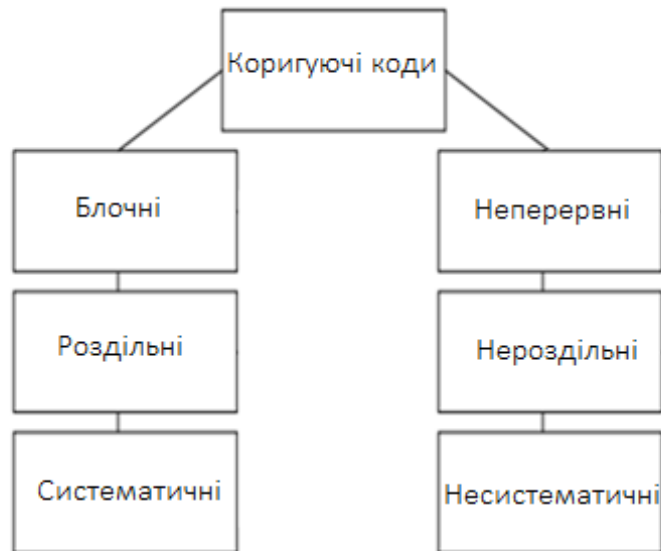 Коригуючі коди
Блочні
Неперервні
Роздільні
Нероздільні
Систематичні
Несистематичні